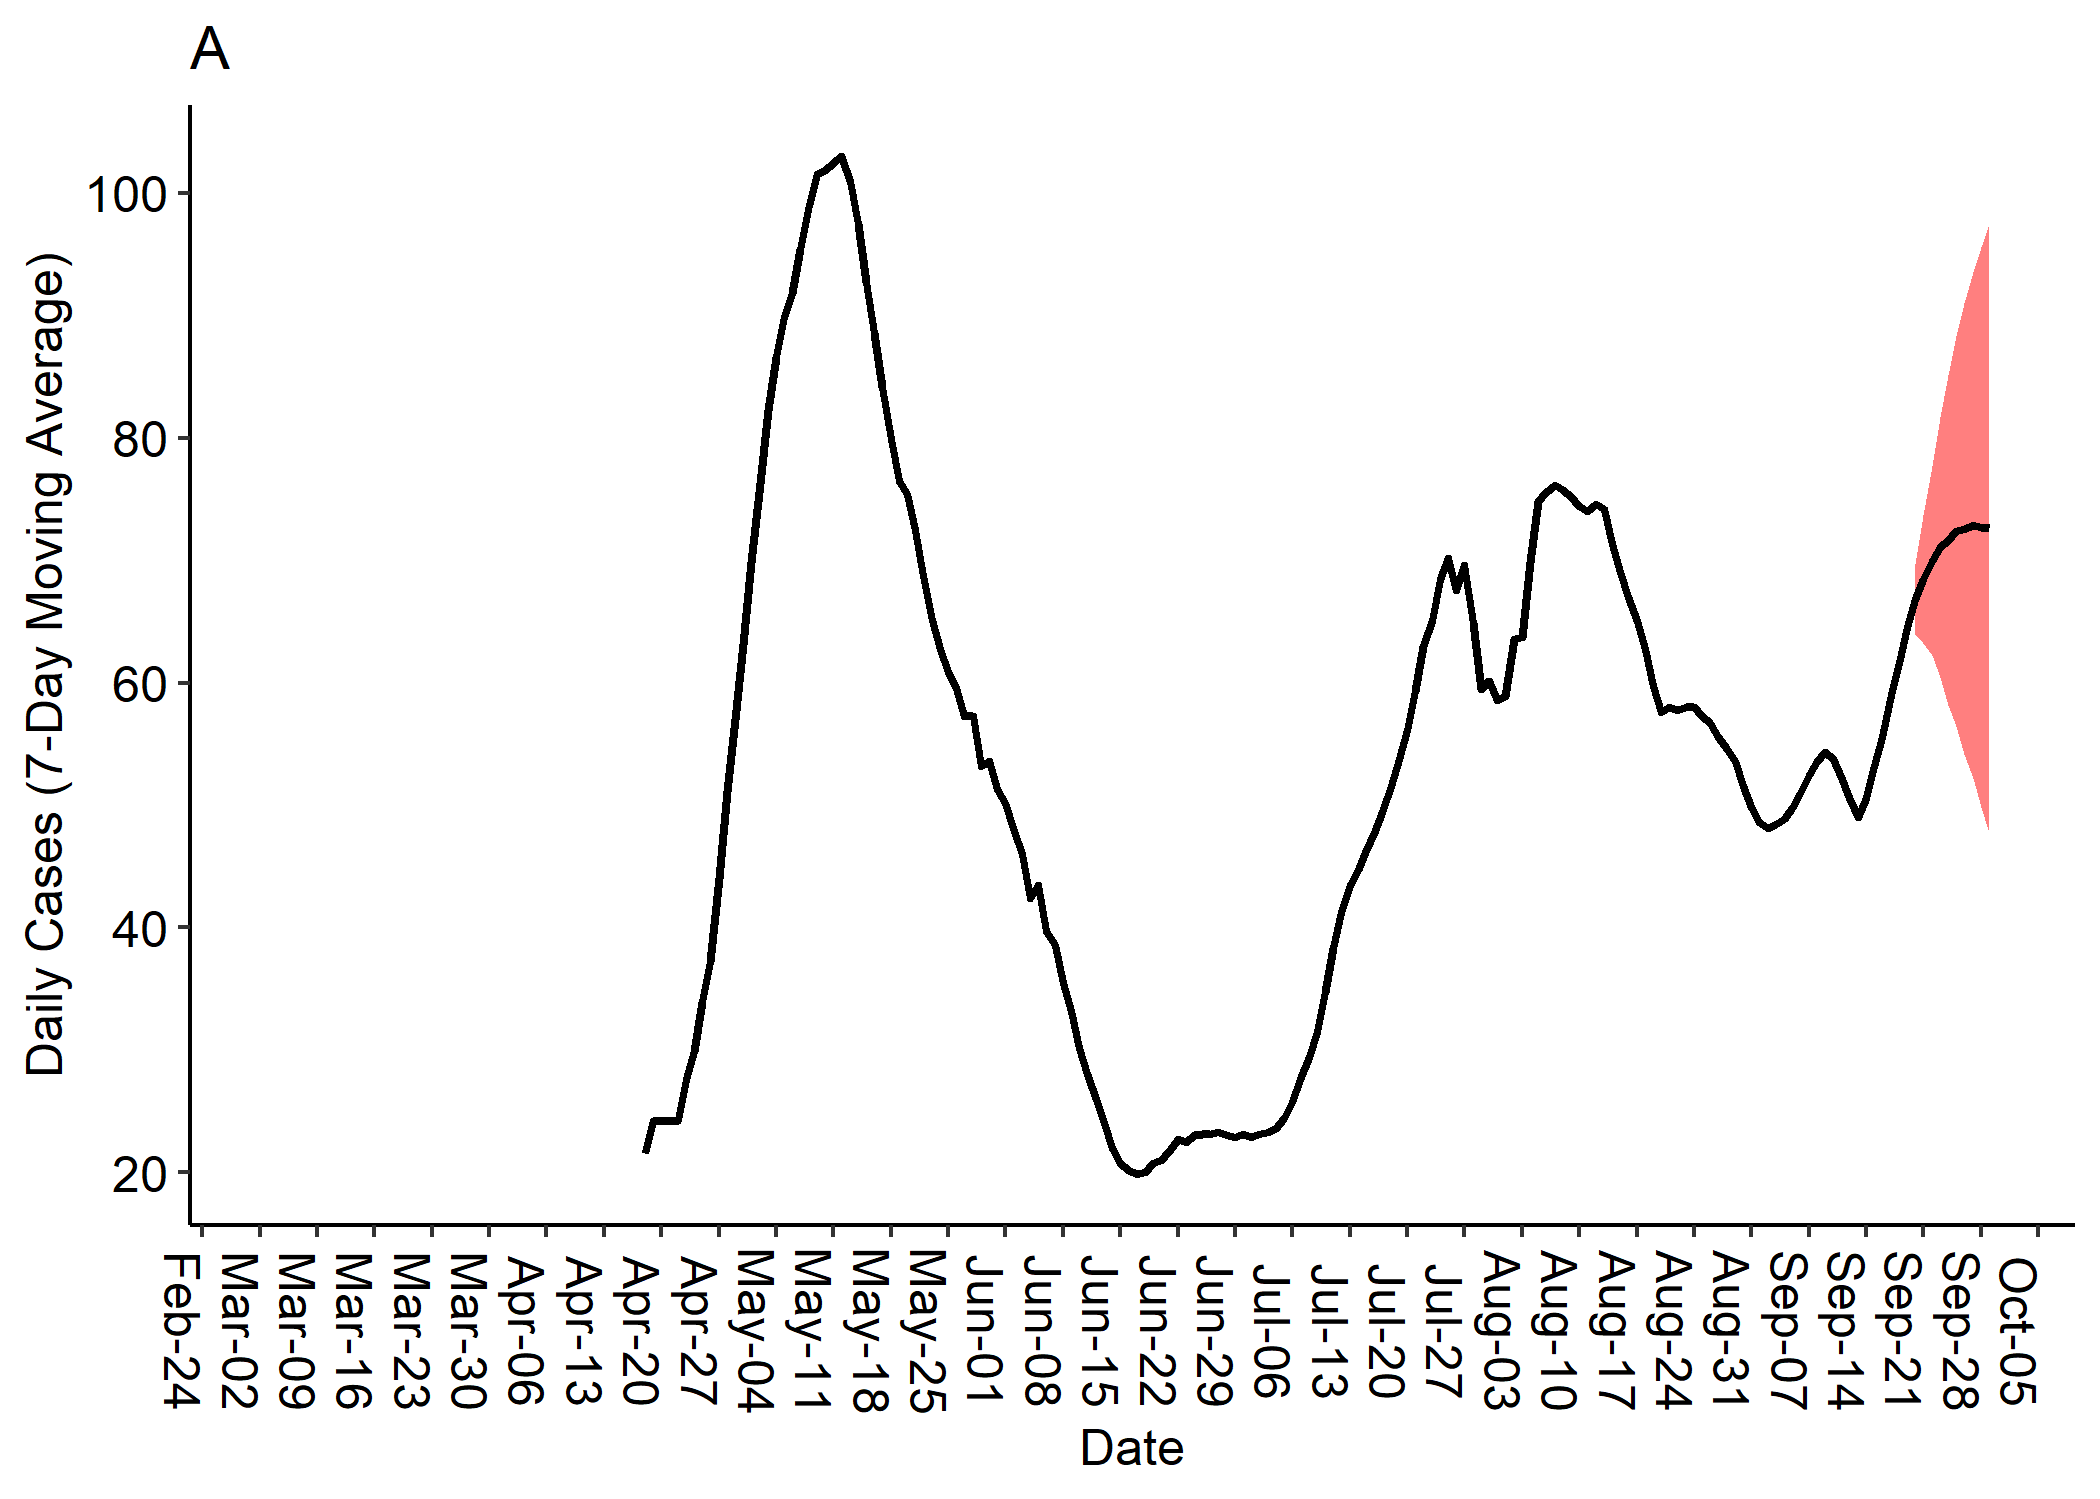 A
Daily Cases (7-Day Moving Average)
100
80
60
40
20
Feb-24
Mar-02
Mar-09
Mar-16
Mar-23
Mar-30
Apr-06
Apr-13
Apr-20
Apr-27
May-04
May-11
May-18
May-25
Jun-01
Jun-08
Jun-15
Jun-22
Jun-29
Jul-06
Jul-13
Jul-20
Jul-27
Aug-03
Aug-10
Aug-17
Aug-24
Aug-31
Sep-07
Sep-14
Sep-21
Sep-28
Oct-05
Date